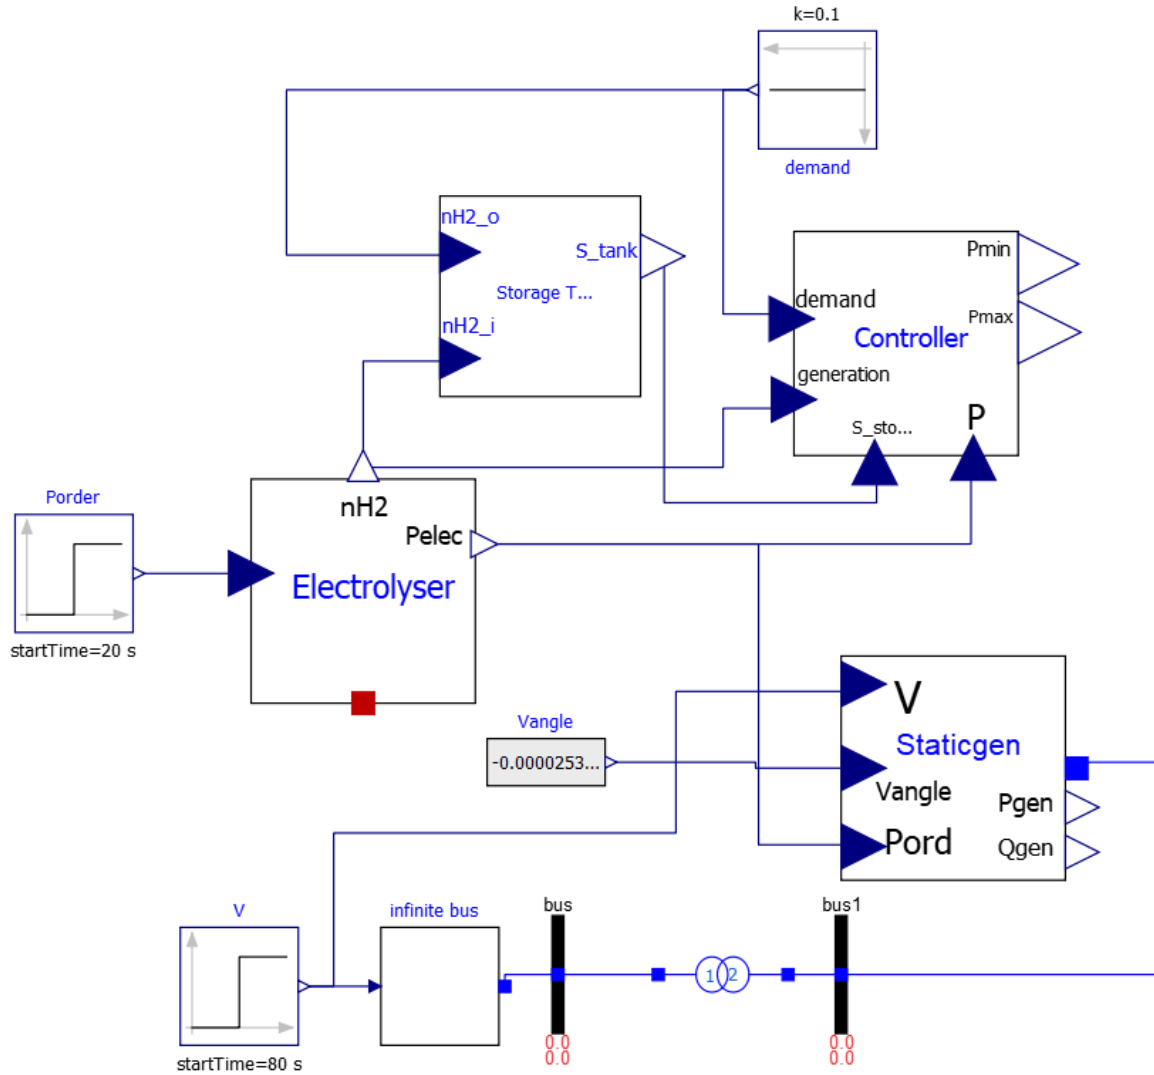 k=0.1
demand
nH2_o
S_tank
Storage T...
nH2_i
Pmin
demand
Pmax
Controller
generation
S_sto...
P
Porder
nH2
Pelec
Electrolyser
startTime=20 s
V
Vangle
Staticgen
-0.0000253...
Vangle
Pgen
Pord
Qgen
V
infinite bus
bus
bus1
1 2
0.0
0.0
0.0
0.0
startTime=80 s